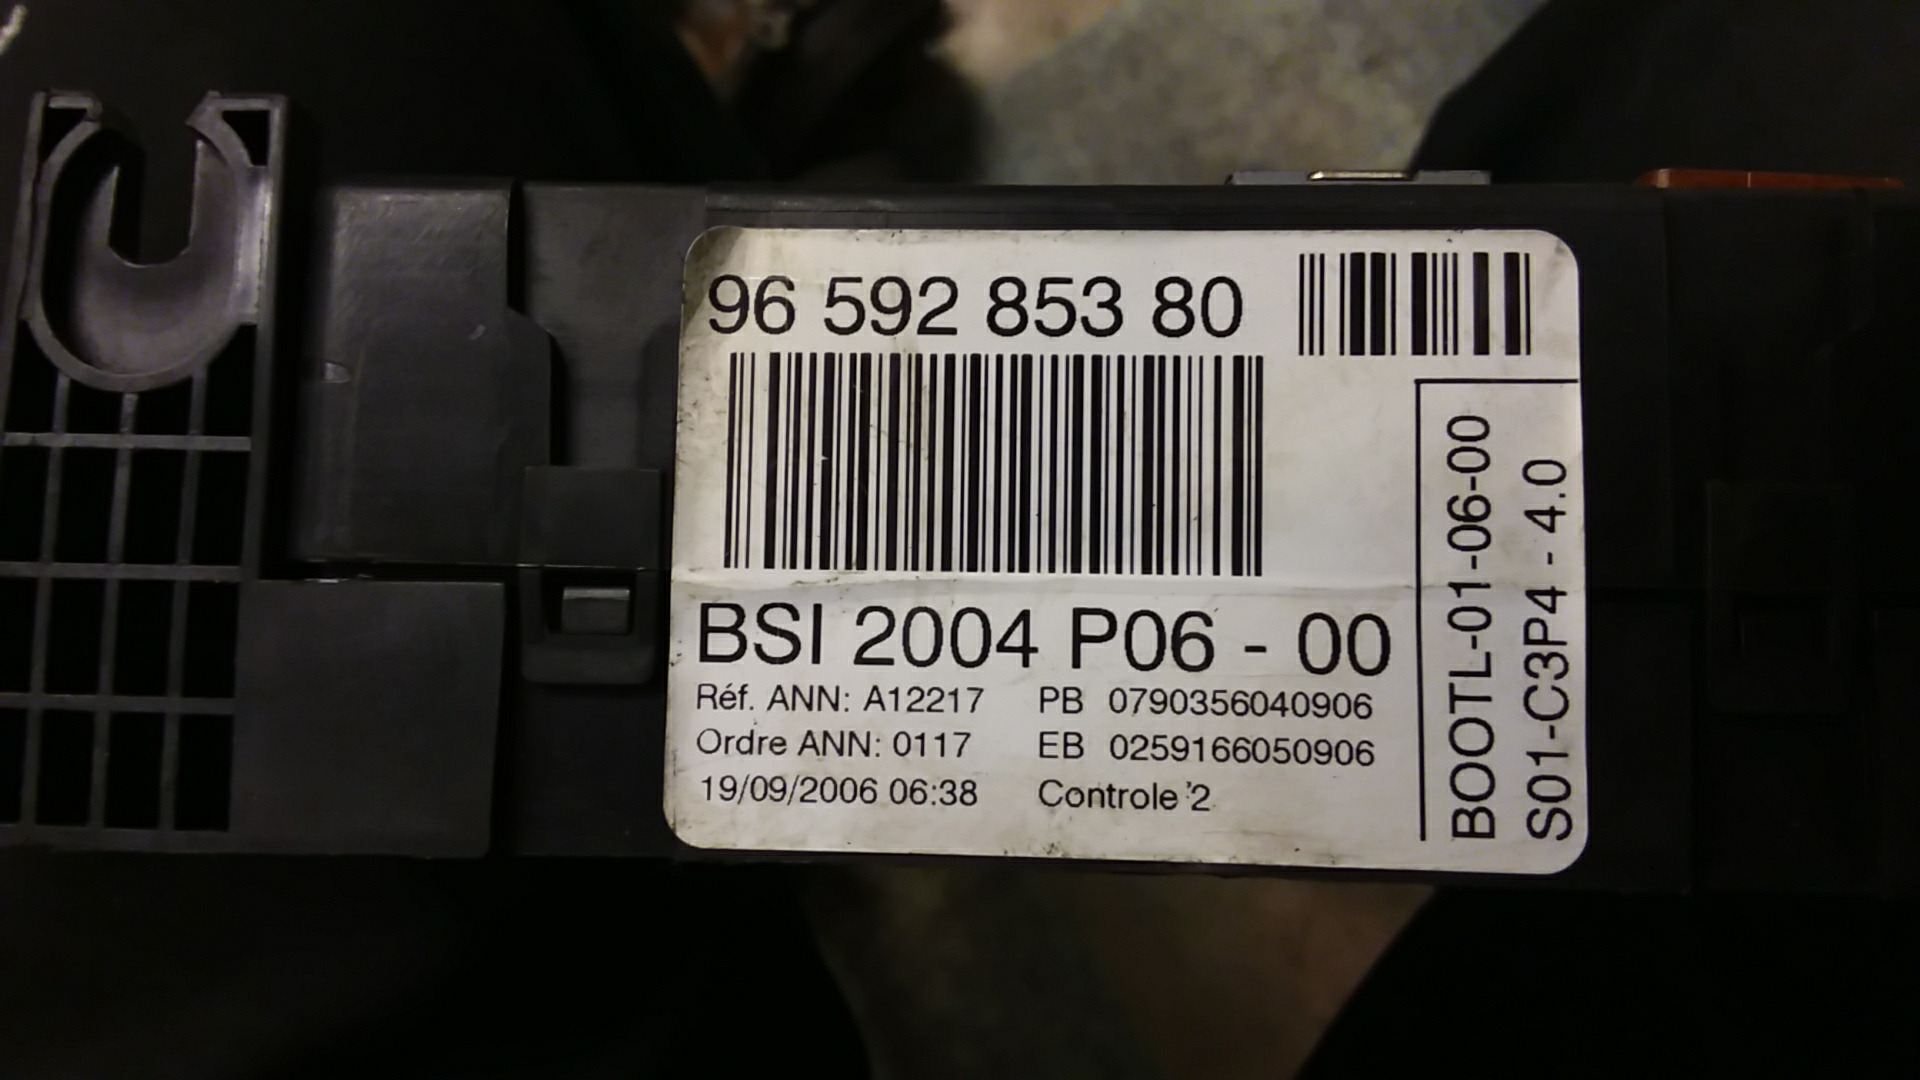 96 592 853 80
BSI 2004 P06 - 00
Réf. ANN: A12217 PB 0790356040906
Ordre ANN: 0117 EB 0259166050906
19/09/2006 06:38 Controle 2
BOOTL-01-06-00
S01-C3P4 - 4.0